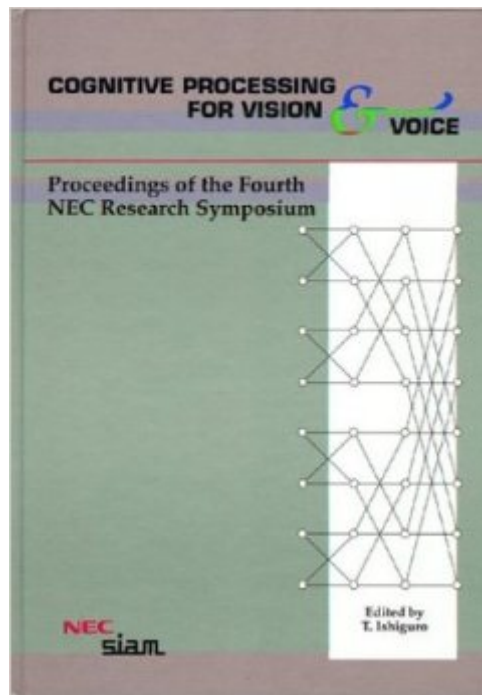 COGNITIVE PROCESSING
FOR VISION &
VOICE
Proceedings of the Fourth
NEC Research Symposium
Edited by
T. Ishiguro
NEC
siam